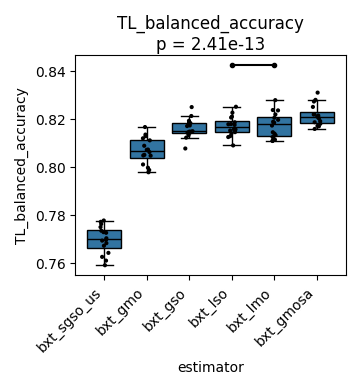 TL_balanced_accuracy
p = 2.41e-13
TL_balanced_accuracy
0.84
0.82
0.80
0.78
0.76
bxt_sgso_us
bxt_gmo
bxt_gso
bxt_lso
bxt_lmo
bxt_gmosa
estimator